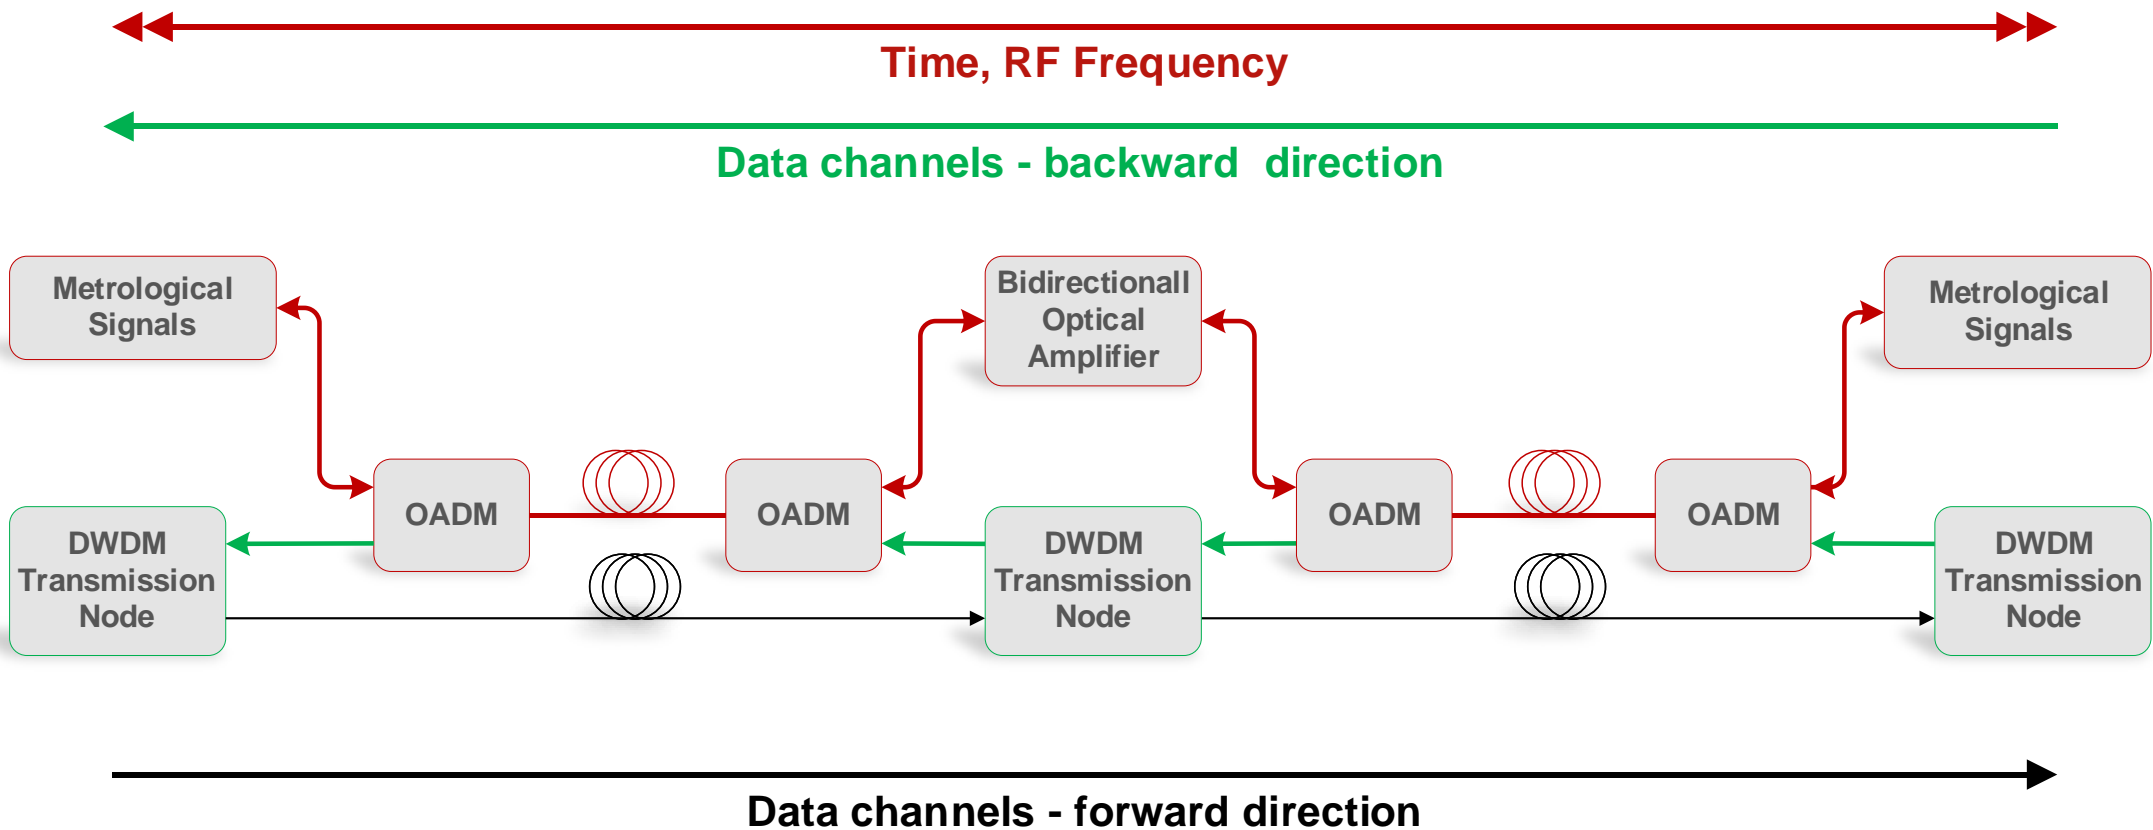 Time, RF Frequency
Data channels - backward direction
Metrological
Signals
Bidirectionall
Optical
Amplifier
Metrological
Signals
OADM
OADM
OADM
OADM
DWDM
Transmission
Node
DWDM
Transmission
Node
DWDM
Transmission
Node
Data channels - forward direction